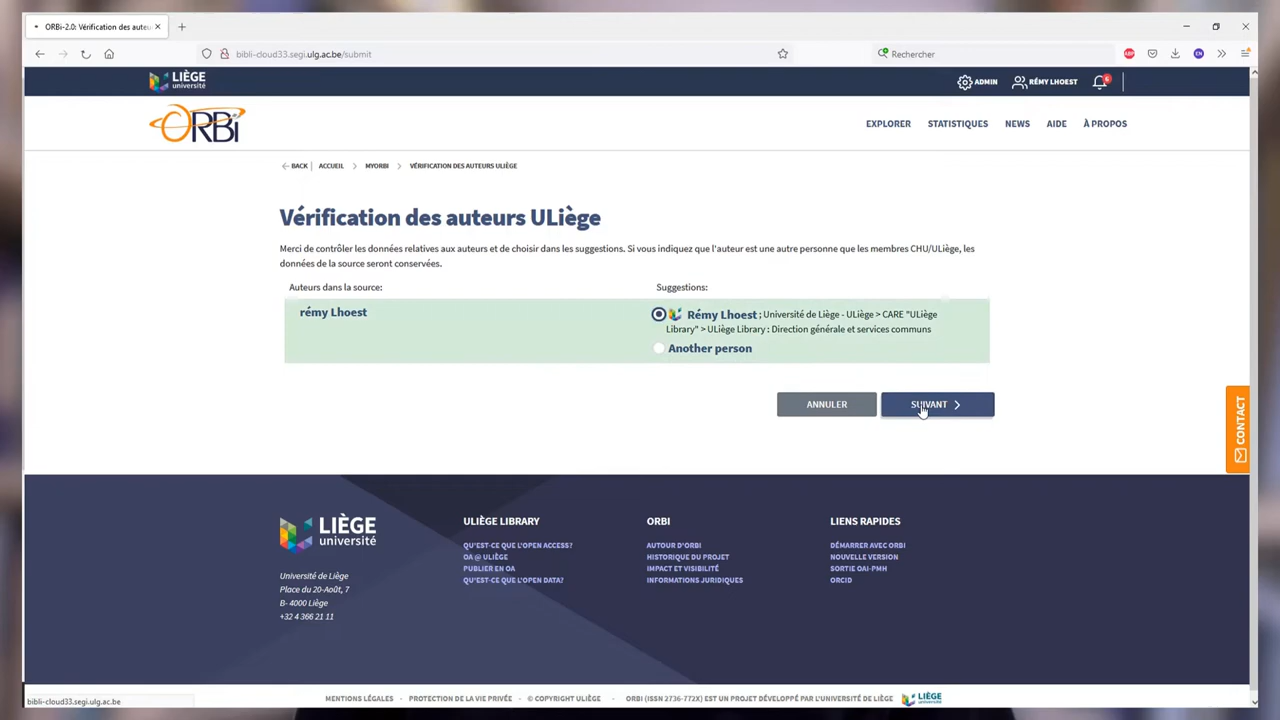 ORBi-2.0: Vérification des auteu
bibli-cloud33.segi.ulg.ac.be/submit
Rechercher
LIÈGE université
ADMIN
RÉMY LHOEST
6
ORBi
EXPLORER STATISTIQUES NEWS AIDE À PROPOS
BACK | ACCUEIL > MYORBI > VÉRIFICATION DES AUTEURS ULIÈGE
Vérification des auteurs ULiège
Merci de contrôler les données relatives aux auteurs et de choisir dans les suggestions. Si vous indiquez que l'auteur est une autre personne que les membres CHU/ULiège, les
données de la source seront conservées.
Auteurs dans la source:
Suggestions:
rémy Lhoest
Rémy Lhoest ; Université de Liège - ULiège > CARE "ULiège
Library" > ULiège Library : Direction générale et services communs
Another person
ANNULER
SUIVANT
CONTACT
LIÈGE
université
Université de Liège
Place du 20-Août, 7
B- 4000 Liège
+32 4 366 21 11
ULIÈGE LIBRARY
QU'EST-CE QUE L'OPEN ACCESS?
OA @ ULIÈGE
PUBLIER EN OA
QU'EST-CE QUE L'OPEN DATA?
ORBI
AUTOUR D'ORBI
HISTORIQUE DU PROJET
IMPACT ET VISIBILITÉ
INFORMATIONS JURIDIQUES
LIENS RAPIDES
DÉMARRER AVEC ORBI
NOUVELLE VERSION
SORTIE OAI-PMH
ORCID
bibli-cloud33.segi.ulg.ac.be
MENTIONS LÉGALES - PROTECTION DE LA VIE PRIVÉE - © COPYRIGHT ULIÈGE - ORBI (ISSN 2736-772X) EST UN PROJET DÉVELOPPÉ PAR L'UNIVERSITÉ DE LIÈGE
LIÈGE université